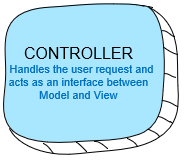 CONTROLLER
Handles the user request and
acts as an interface between
Model and View